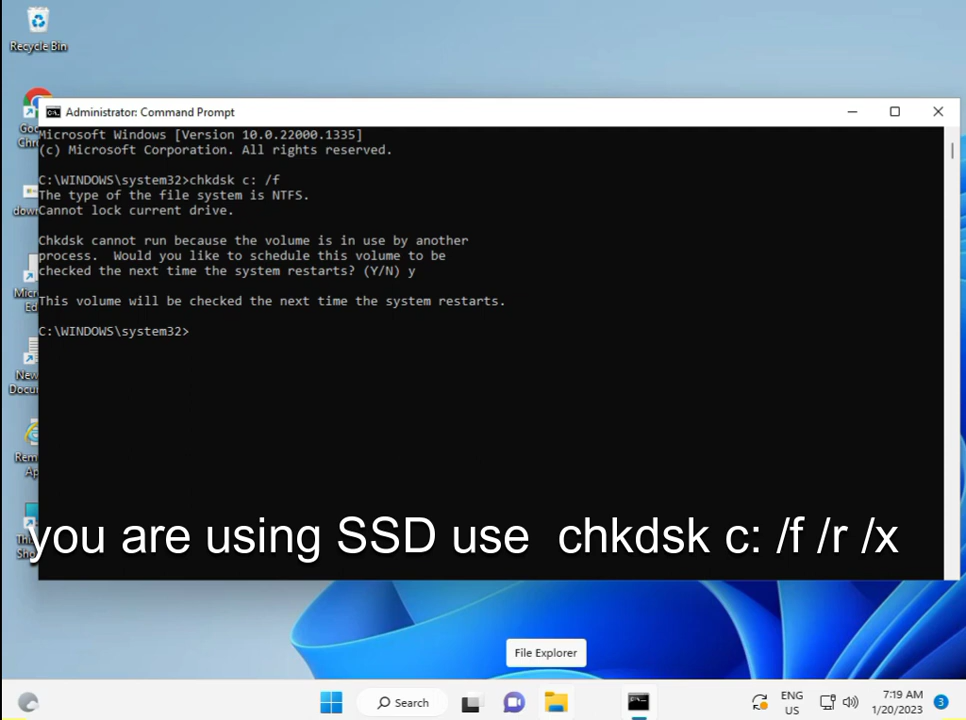 Recycle Bin
Administrator: Command Prompt
Microsoft Windows [Version 10.0.22000.1335]
(c) Microsoft Corporation. All rights reserved.
C:\WINDOWS\system32>chkdsk c: /f
The type of the file system is NTFS.
Cannot lock current drive.
Chkdsk cannot run because the volume is in use by another
process.  Would you like to schedule this volume to be
checked the next time the system restarts? (Y/N) y
This volume will be checked the next time the system restarts.
C:\WINDOWS\system32>
you are using SSD use  chkdsk c: /f /r /x
File Explorer
Search
ENG
US
7:19 AM
1/20/2023
3